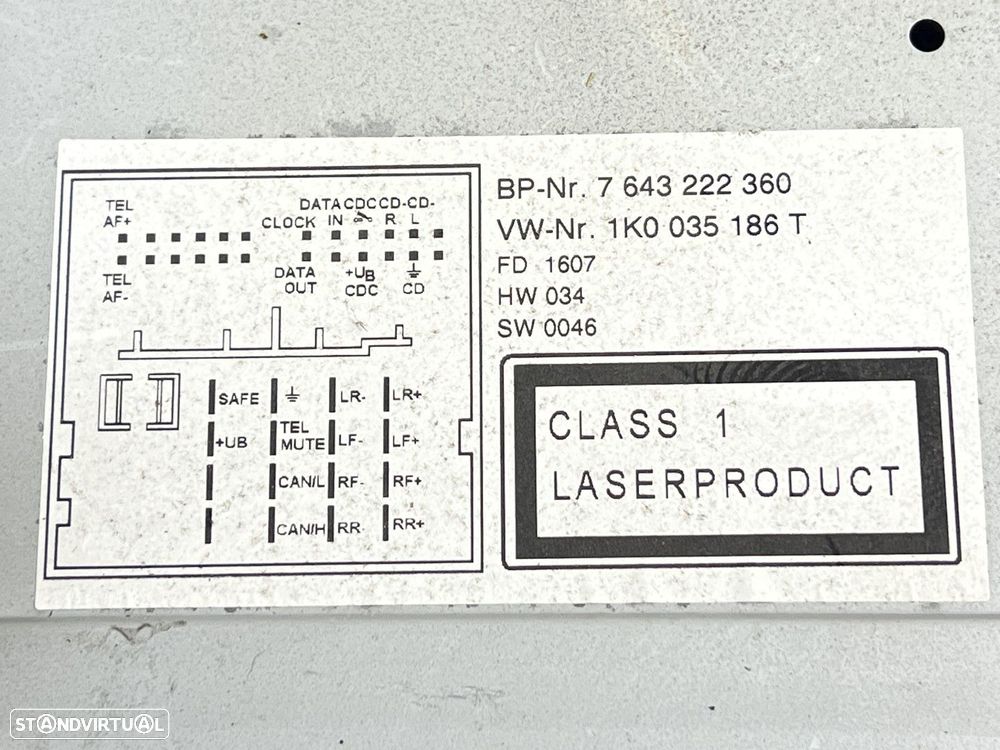 TEL
AF+
DATA CDC CD- CD-
CLOCK IN R L
TEL
AF-
DATA
OUT
+UB
CDC
CD
SAFE LR- LR+
+UB TEL
MUTE LF- LF+
CAN/L RF- RF+
CAN/H RR- RR+
BP-Nr. 7 643 222 360
VW-Nr. 1K0 035 186 T
FD 1607
HW 034
SW 0046
CLASS 1
LASERPRODUCT
STANDVIRTUAL